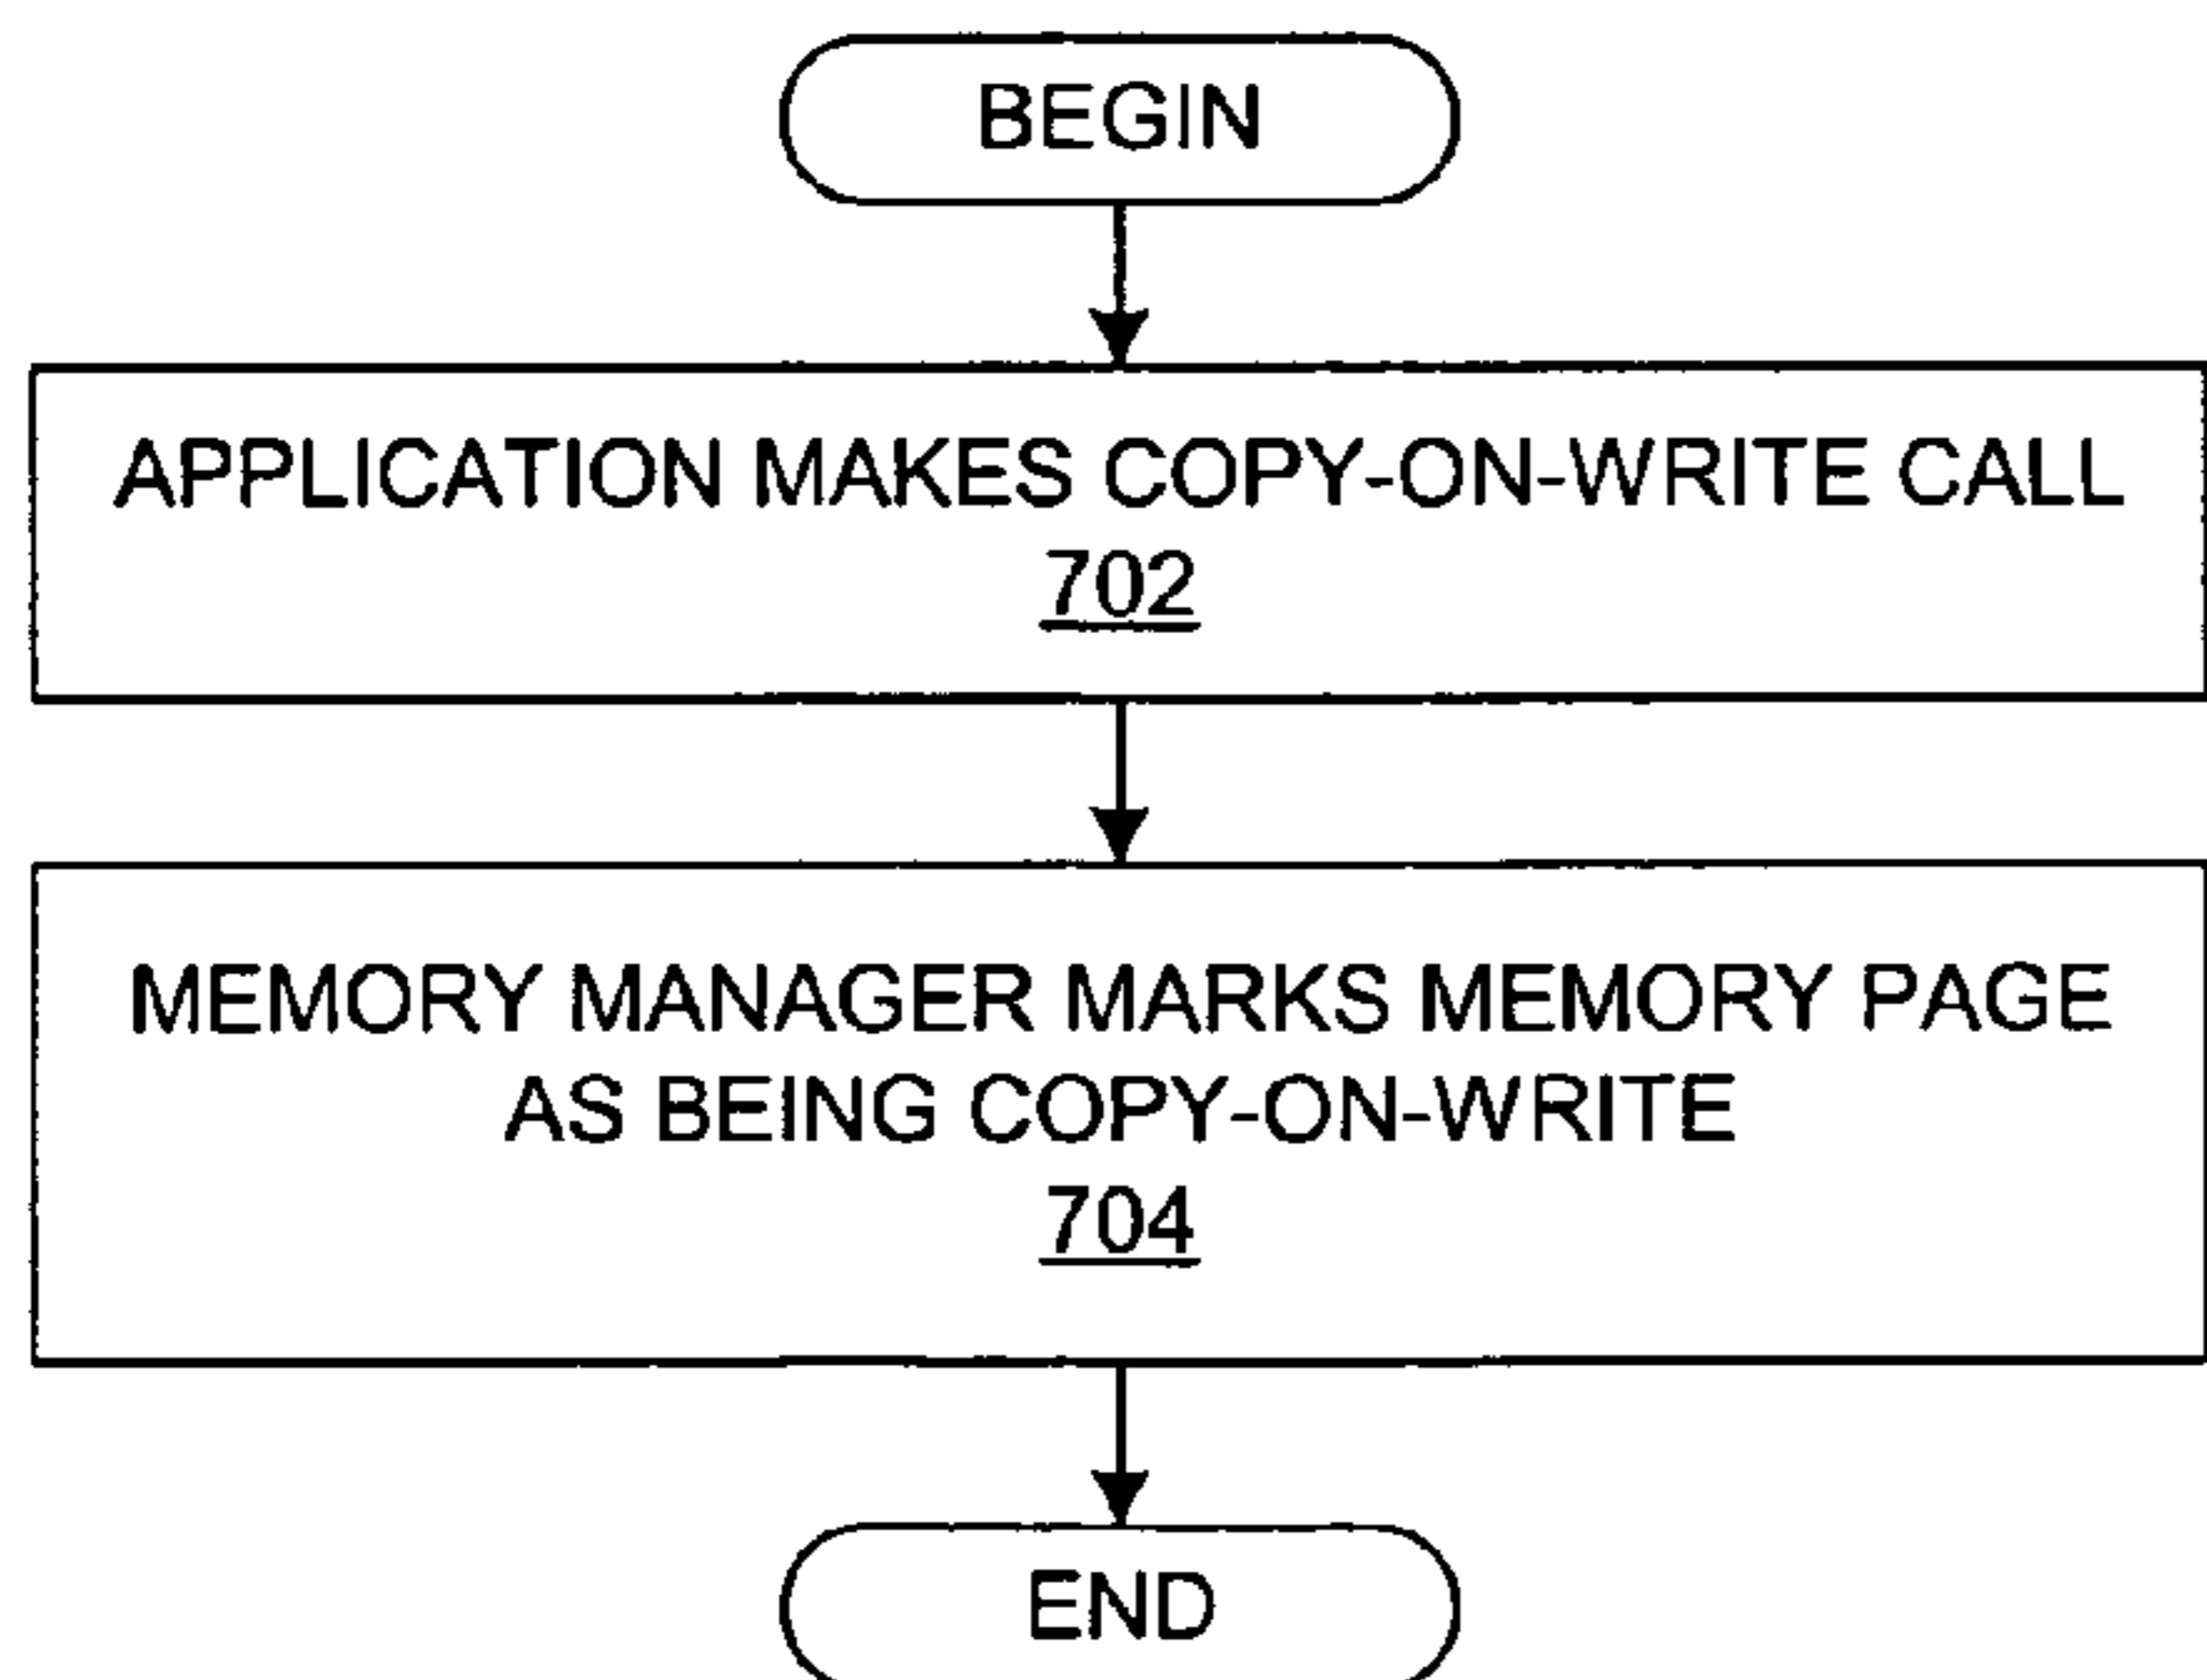 BEGIN
APPLICATION MAKES COPY-ON-WRITE CALL
702
MEMORY MANAGER MARKS MEMORY PAGE
AS BEING COPY-ON-WRITE
704
END